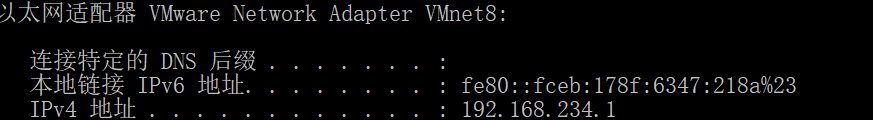 以太网适配器 VMware Network Adapter VMnet8:
连接特定的 DNS 后缀 . . . . . . . :
本地链接 IPv6 地址. . . . . . . . : fe80::fceb:178f:6347:218a%23
IPv4 地址 . . . . . . . . . . . . : 192.168.234.1